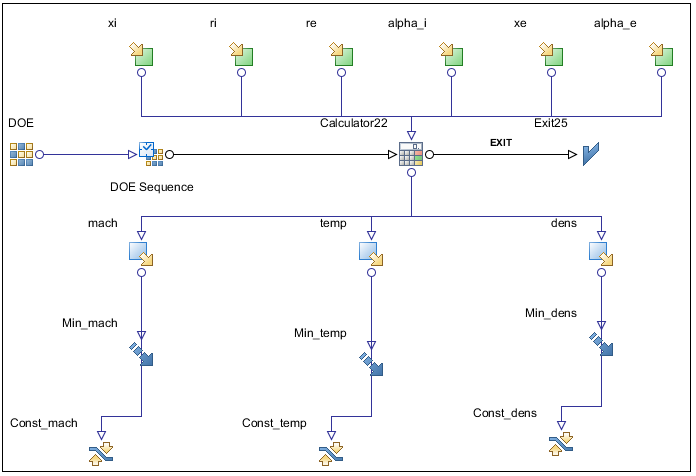 xi ri re alpha_i xe alpha_e
DOE Calculator22 Exit25
EXIT
DOE Sequence
mach temp dens
Min_mach Min_temp Min_dens
Const_mach Const_temp Const_dens